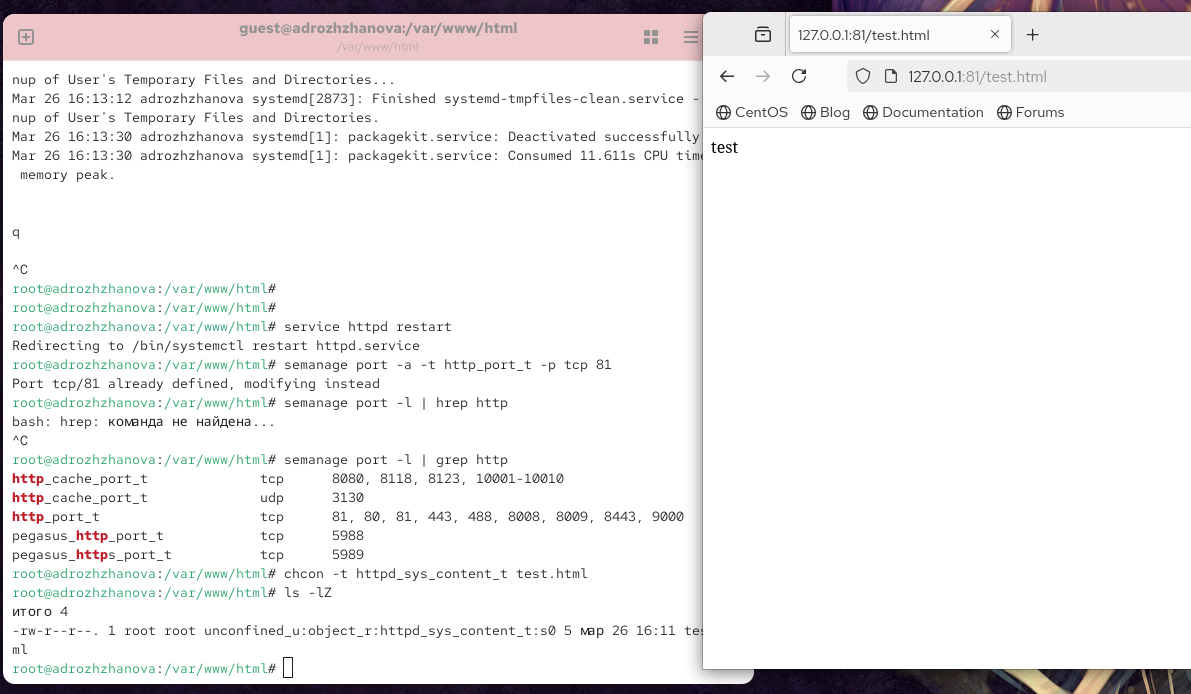 guest@adrozhzhanova:/var/www/html
/var/www/html
nup of User's Temporary Files and Directories...
Mar 26 16:13:12 adrozhzhanova systemd[2873]: Finished systemd-tmpfiles-clean.service -
nup of User's Temporary Files and Directories.
Mar 26 16:13:30 adrozhzhanova systemd[1]: packagekit.service: Deactivated successfully
Mar 26 16:13:30 adrozhzhanova systemd[1]: packagekit.service: Consumed 11.611s CPU time
memory peak.
q
^C
root@adrozhzhanova:/var/www/html#
root@adrozhzhanova:/var/www/html#
root@adrozhzhanova:/var/www/html# service httpd restart
Redirecting to /bin/systemctl restart httpd.service
root@adrozhzhanova:/var/www/html# semanage port -a -t http_port_t -p tcp 81
Port tcp/81 already defined, modifying instead
root@adrozhzhanova:/var/www/html# semanage port -l | hrep http
bash: hrep: команда не найдена...
^C
root@adrozhzhanova:/var/www/html# semanage port -l | grep http
http_cache_port_t tcp 8080, 8118, 8123, 10001-10010
http_cache_port_t udp 3130
http_port_t tcp 81, 80, 81, 443, 488, 8008, 8009, 8443, 9000
pegasus_http_port_t tcp 5988
pegasus_https_port_t tcp 5989
root@adrozhzhanova:/var/www/html# chcon -t httpd_sys_content_t test.html
root@adrozhzhanova:/var/www/html# ls -lZ
итого 4
-rw-r--r--. 1 root root unconfined_u:object_r:httpd_sys_content_t:s0 5 мар 26 16:11 tes
ml
root@adrozhzhanova:/var/www/html#
127.0.0.1:81/test.html
127.0.0.1:81/test.html
CentOS Blog Documentation Forums
test